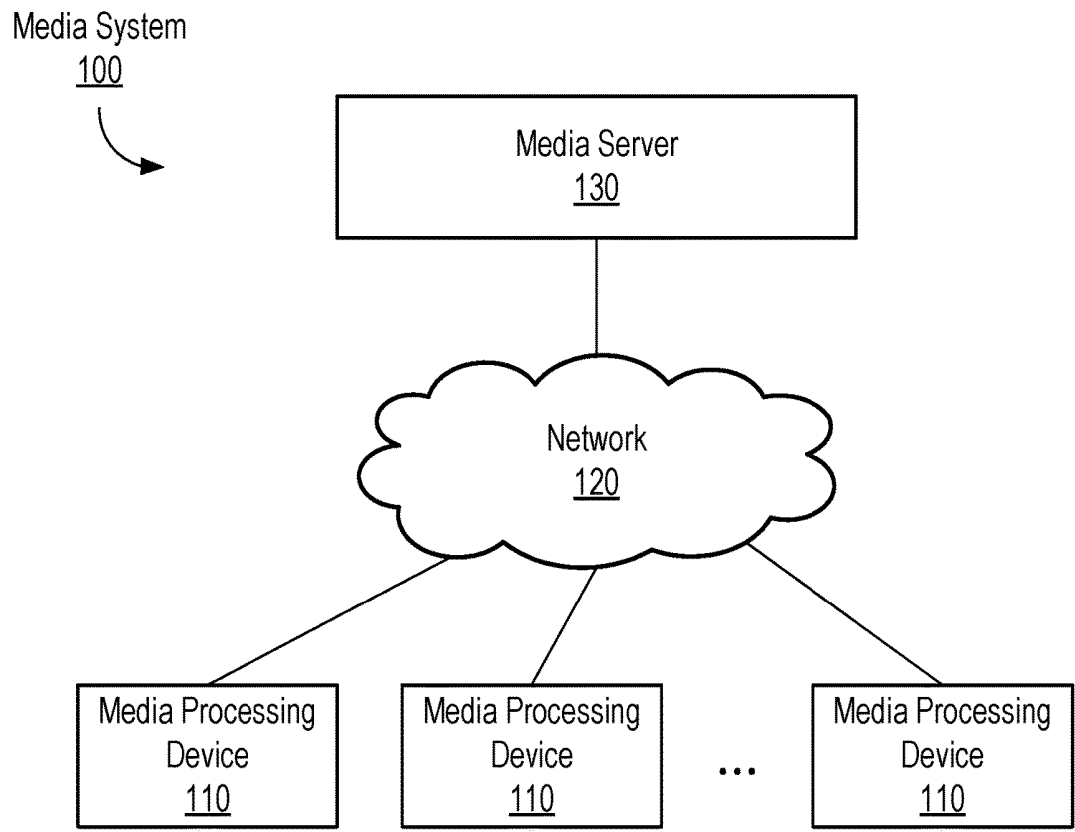 Media System
100
Media Server
130
Network
120
Media Processing
Device
110
Media Processing
Device
110
...
Media Processing
Device
110